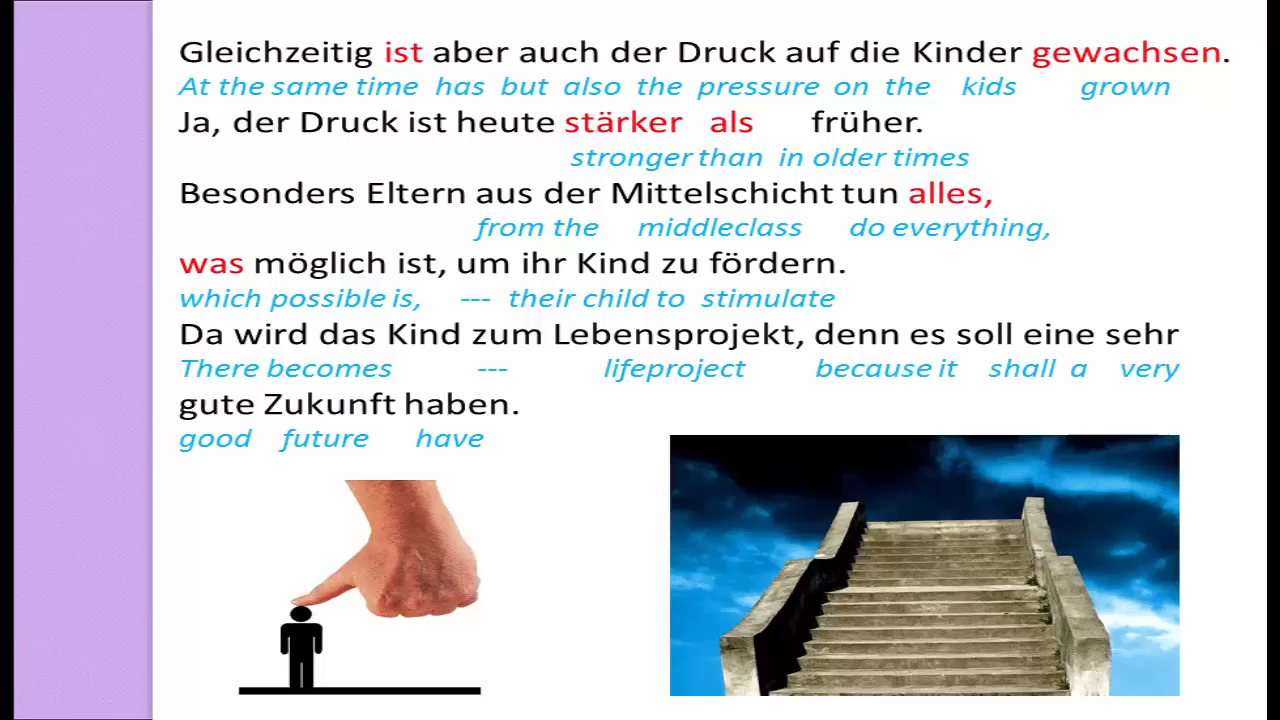 Gleichzeitig ist aber auch der Druck auf die Kinder gewachsen.
At the same time has but also the pressure on the kids grown
Ja, der Druck ist heute stärker als früher.
stronger than in older times
Besonders Eltern aus der Mittelschicht tun alles,
from the middleclass do everything,
was möglich ist, um ihr Kind zu fördern.
which possible is, --- their child to stimulate
Da wird das Kind zum Lebensprojekt, denn es soll eine sehr
There becomes --- lifeproject because it shall a very
gute Zukunft haben.
good future have